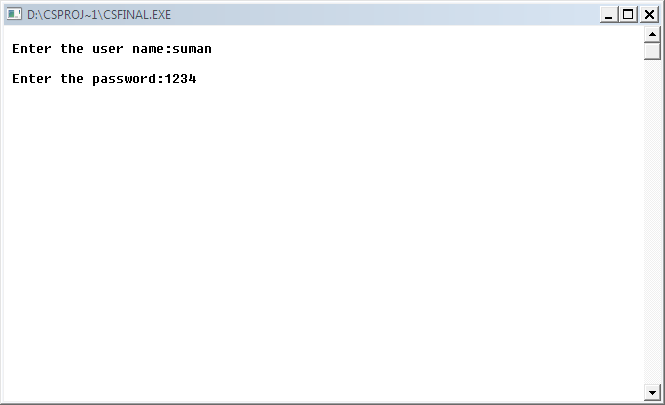 D:\CSPROJ~1\CSFINAL.EXE
Enter the user name:suman
Enter the password:1234